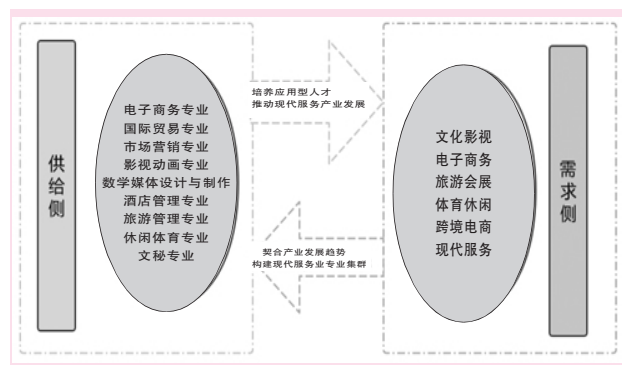 供给侧
电子商务专业
国际贸易专业
市场营销专业
影视动画专业
数学媒体设计与制作
酒店管理专业
旅游管理专业
休闲体育专业
文秘专业
培养应用型人才
推动现代服务产业发展
契合产业发展趋势
构建现代服务业专业集群
文化影视
电子商务
旅游会展
体育休闲
跨境电商
现代服务
需求侧